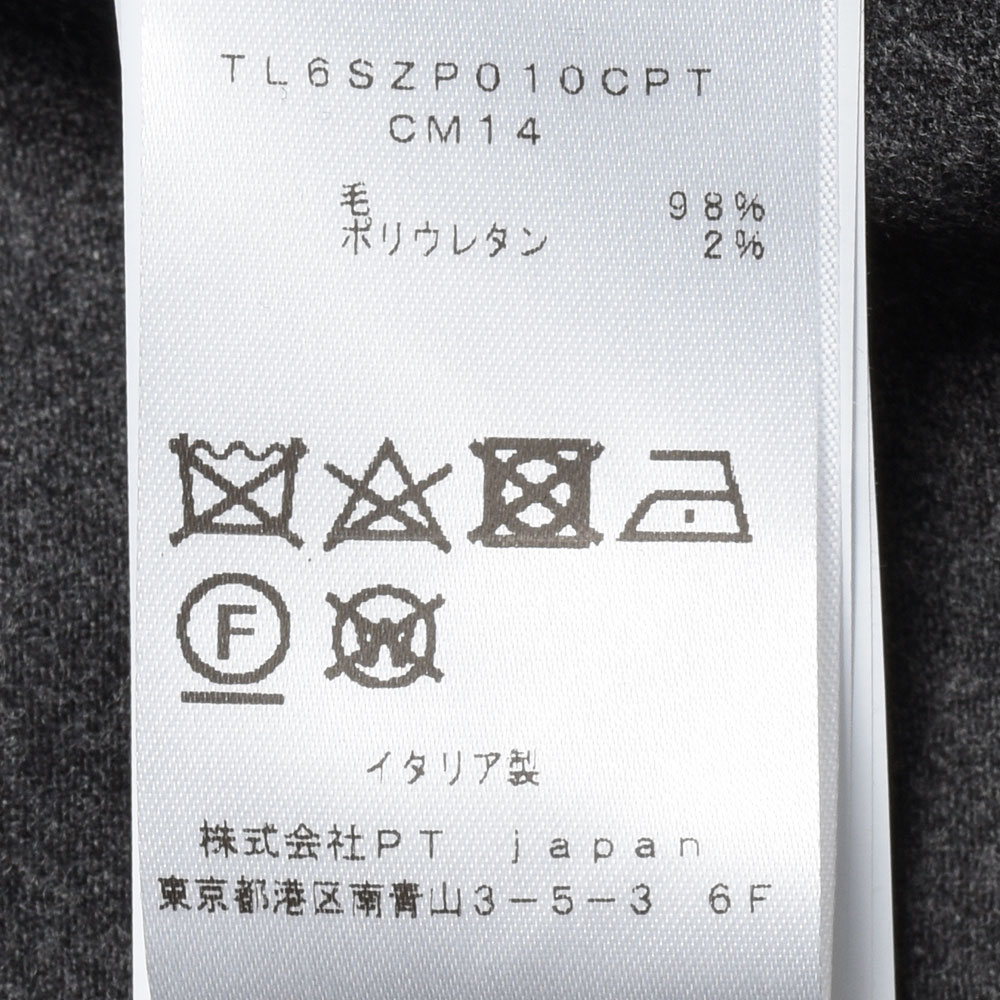 TL6SZP010CPT
CM14
毛 98%
ポリウレタン 2%
F
W
イタリア製
株式会社PT japan
東京都港区南青山3-5-3 6F